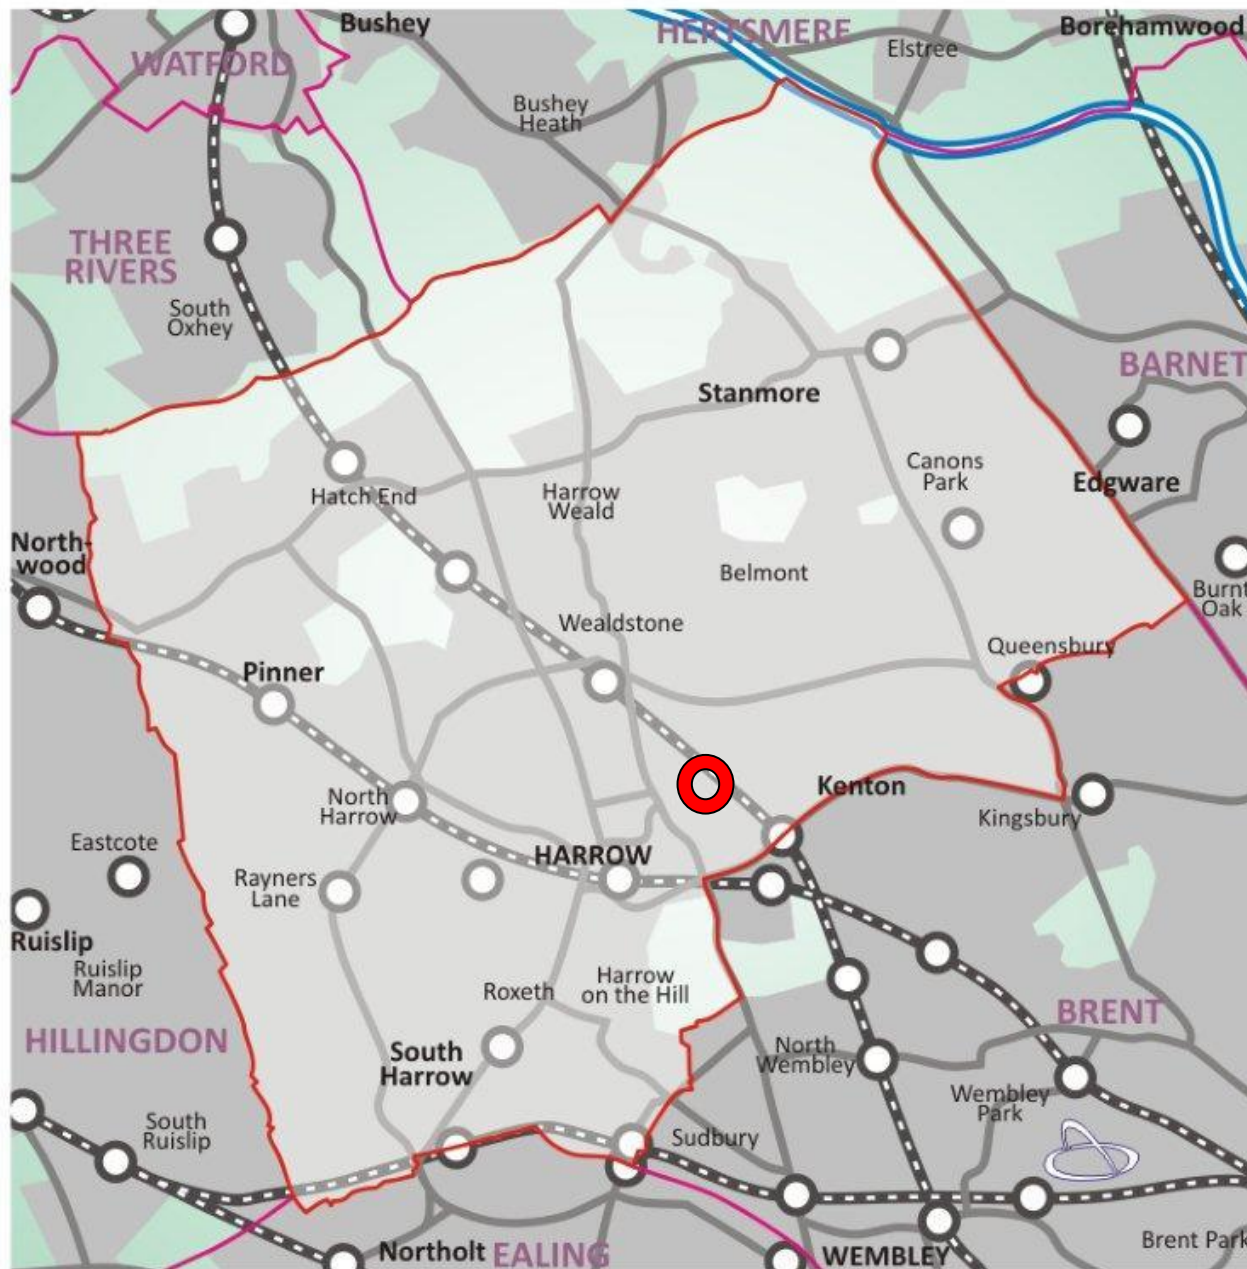 Bushey
HERTSMERE
Borehamwood
Elstree
WATFORD
Bushey
Heath
THREE
RIVERS
South
Oxhey
BARNET
Stanmore
Canons
Park
Edgware
Hatch End
Harrow
Weald
North-
wood
Belmont
Burnt
Oak
Wealdstone
Queensbury
Pinner
Kenton
North
Harrow
Kingsbury
Eastcote
HARROW
Rayners
Lane
Ruislip
Ruislip
Manor
Roxeth
Harrow
on the Hill
BRENT
HILLINGDON
South
Harrow
North
Wembley
Wembley
Park
South
Ruislip
Sudbury
Northolt
EALING
WEMBLEY
Brent Park